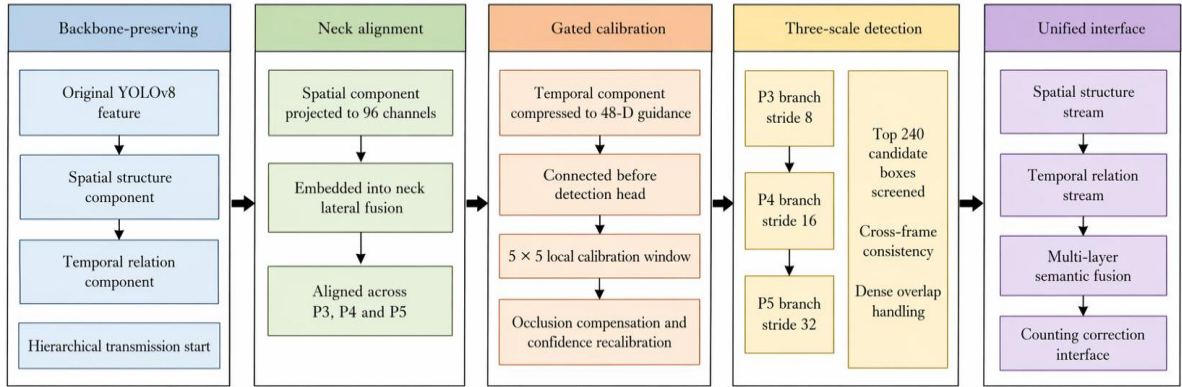 Backbone-preserving
Original YOLOv8
feature
Spatial structure
component
Temporal relation
component
Hierarchical transmission start
Neck alignment
Spatial component
projected to 96 channels
Embedded into neck
lateral fusion
Aligned across
P3, P4 and P5
Gated calibration
Temporal component
compressed to 48-D guidance
Connected before
detection head
5 × 5 local calibration window
Occlusion compensation and
confidence recalibration
Three-scale detection
P3 branch
stride 8
P4 branch
stride 16
P5 branch
stride 32
Top 240
candidate
boxes
screened
Cross-frame
consistency
Dense overlap
handling
Unified interface
Spatial structure
stream
Temporal relation
stream
Multi-layer
semantic fusion
Counting correction
interface